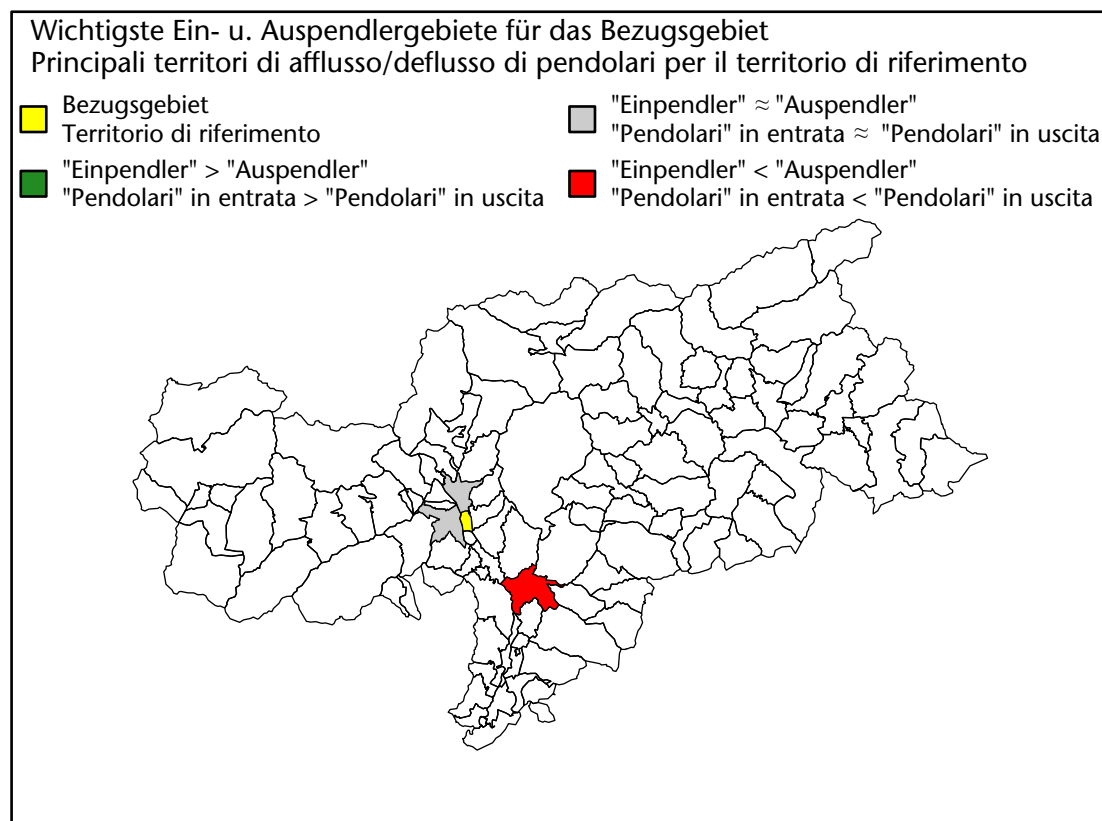 Wichtigste Ein- u. Auspendlergebiete für das Bezugsgebiet
Principali territori di afflusso/deflusso di pendolari per il territorio di riferimento
Bezugsgebiet
Territorio di riferimento
"Einpendler" > "Auspendler"
"Pendolari" in entrata > "Pendolari" in uscita
"Einpendler" ≈ "Auspendler"
"Pendolari" in entrata ≈ "Pendolari" in uscita
"Einpendler" < "Auspendler"
"Pendolari" in entrata < "Pendolari" in uscita